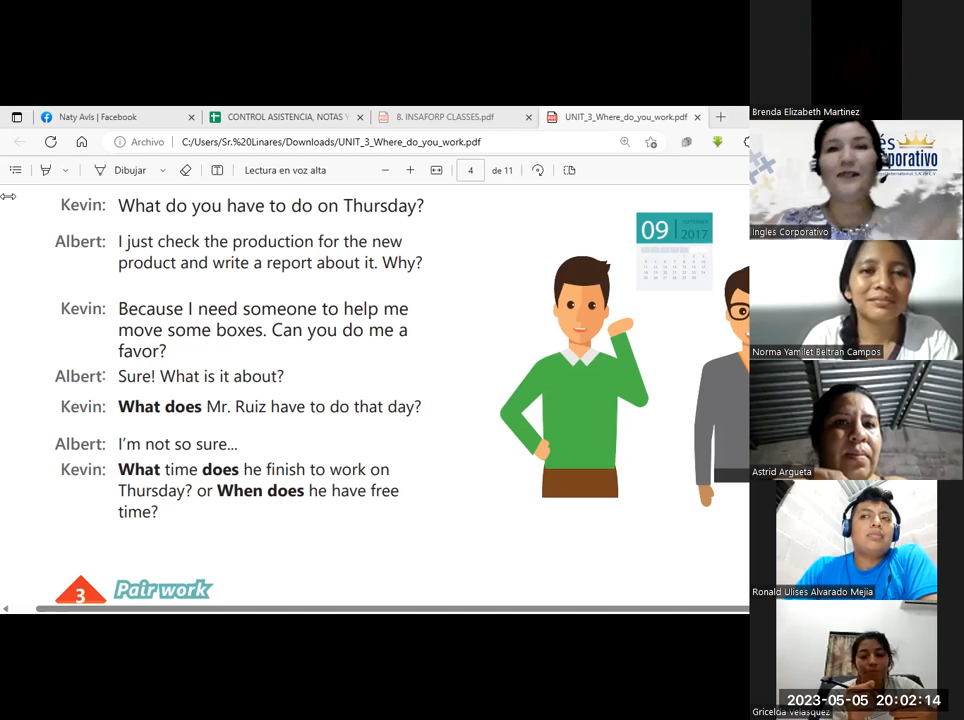 Naty Avls | Facebook
CONTROL ASISTENCIA, NOTAS Y
8. INSAFORP CLASSES.pdf
UNIT_3_Where_do_you_work.pdf
Archivo
C:/Users/Sr.%20Linares/Downloads/UNIT_3_Where_do_you_work.pdf
Dibujar
Lectura en voz alta
4
de 11
Kevin: What do you have to do on Thursday?
Albert: I just check the production for the new
product and write a report about it. Why?
Kevin: Because I need someone to help me
move some boxes. Can you do me a
favor?
Albert: Sure! What is it about?
Kevin: What does Mr. Ruiz have to do that day?
Albert: I'm not so sure...
Kevin: What time does he finish to work on
Thursday? or When does he have free
time?
3 Pair work
09
2017
Brenda Elizabeth Martinez
Ingles Corporativo
Norma Yamilet Beltran Campos
Astrid Argueta
Ronald Ulises Alvarado Mejia
2023-05-05 20:02:14
Gricelda Velasquez